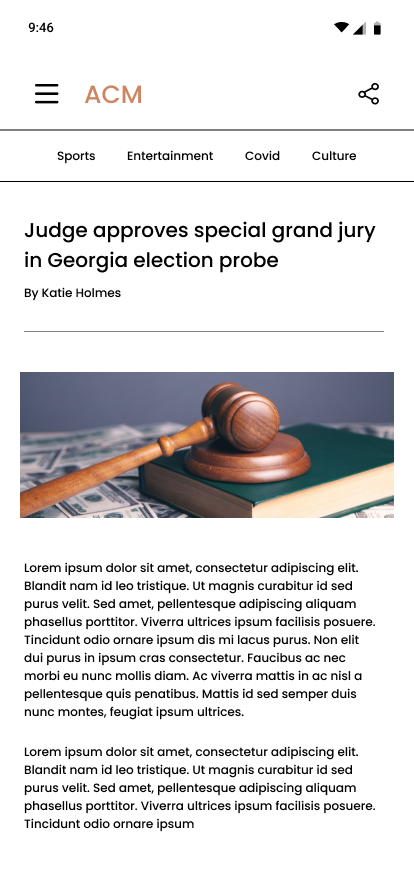 9:46
ACM
Sports Entertainment Covid Culture
Judge approves special grand jury
in Georgia election probe
By Katie Holmes
Lorem ipsum dolor sit amet, consectetur adipiscing elit.
Blandit nam id leo tristique. Ut magnis curabitur id sed
purus velit. Sed amet, pellentesque adipiscing aliquam
phasellus porttitor. Viverra ultrices ipsum facilisis posuere.
Tincidunt odio ornare ipsum dis mi lacus purus. Non elit
dui purus in ipsum cras consectetur. Faucibus ac nec
morbi eu nunc mollis diam. Ac viverra mattis in ac nisl a
pellentesque quis penatibus. Mattis id sed semper duis
nunc montes, feugiat ipsum ultrices.
Lorem ipsum dolor sit amet, consectetur adipiscing elit.
Blandit nam id leo tristique. Ut magnis curabitur id sed
purus velit. Sed amet, pellentesque adipiscing aliquam
phasellus porttitor. Viverra ultrices ipsum facilisis posuere.
Tincidunt odio ornare ipsum